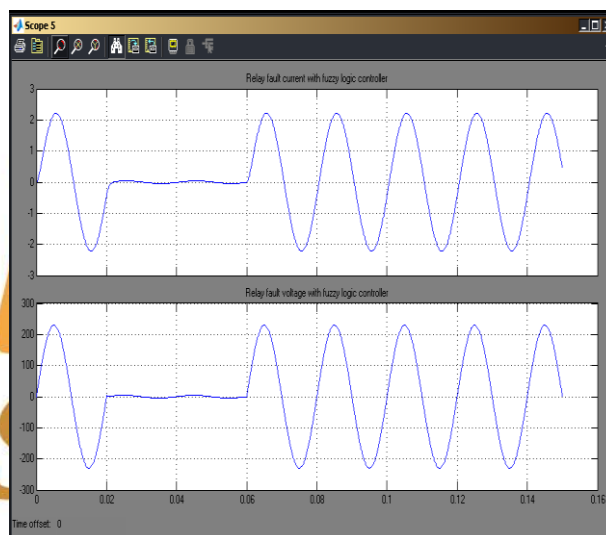 Scope 5
Relay fault current with fuzzy logic controller
3
2
1
0
-1
-2
-3
Relay fault voltage with fuzzy logic controller
300
200
100
0
-100
-200
-300
0 0.02 0.04 0.06 0.08 0.1 0.12 0.14 0.16
Time offset: 0